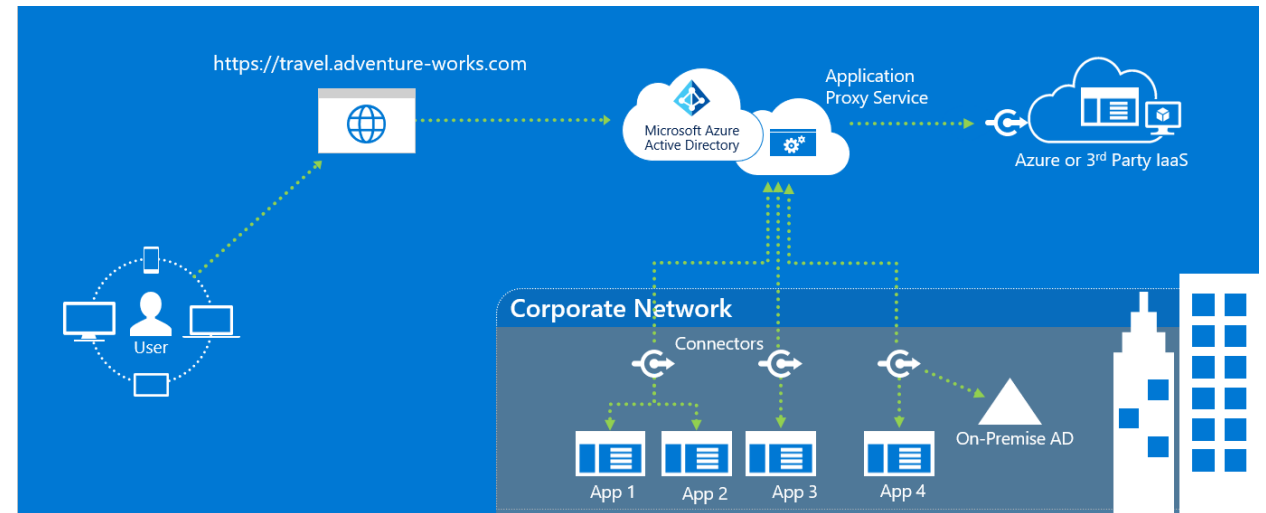 https://travel.adventure-works.com
Application
Proxy Service
Microsoft Azure
Active Directory
Azure or 3rd Party IaaS
User
Corporate Network
Connectors
On-Premise AD
App 1
App 2
App 3
App 4